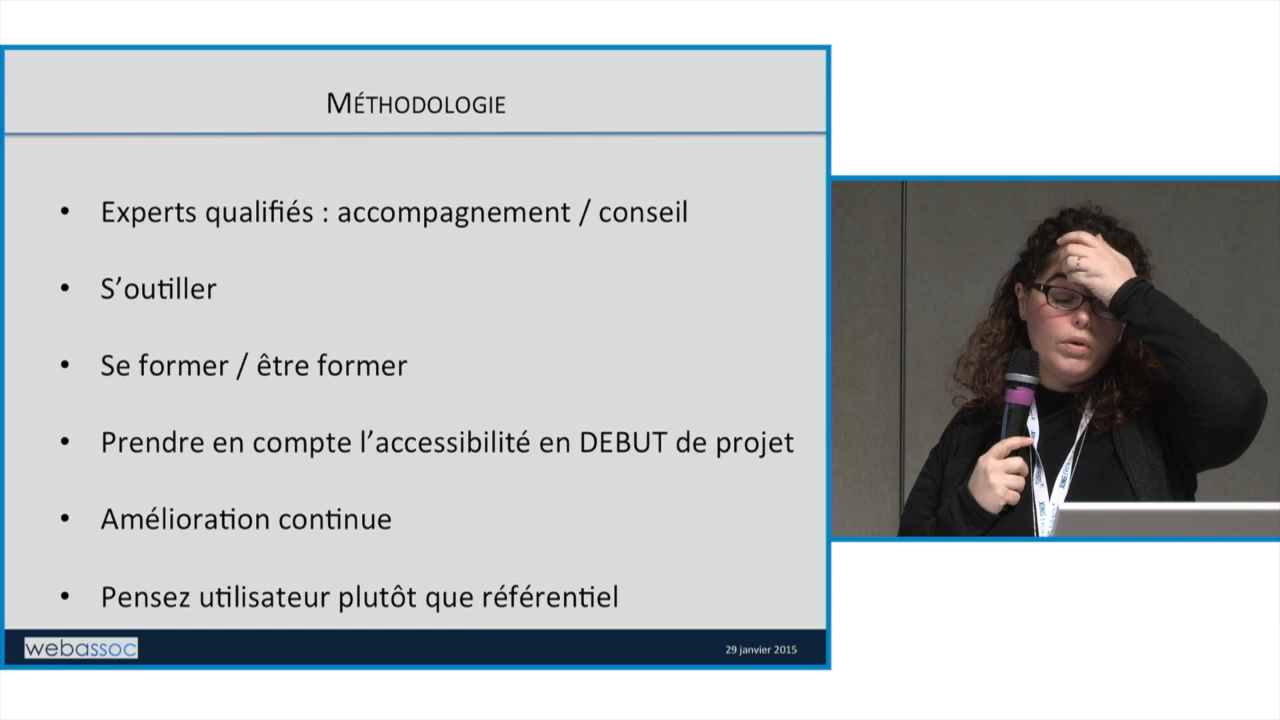 MÉTHODOLOGIE
• Experts qualifiés : accompagnement / conseil
• S’outiller
• Se former / être former
• Prendre en compte l’accessibilité en DEBUT de projet
• Amélioration continue
• Pensez utilisateur plutôt que référentiel
webassoc
29 janvier 2015